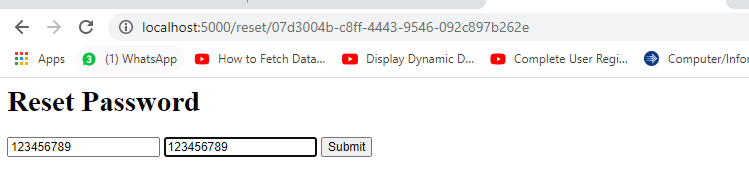 localhost:5000/reset/07d3004b-c8ff-4443-9546-092c897b262e
Apps 3 (1) WhatsApp How to Fetch Data... Display Dynamic D... Complete User Regi... Computer/Infor
Reset Password
123456789 123456789 Submit